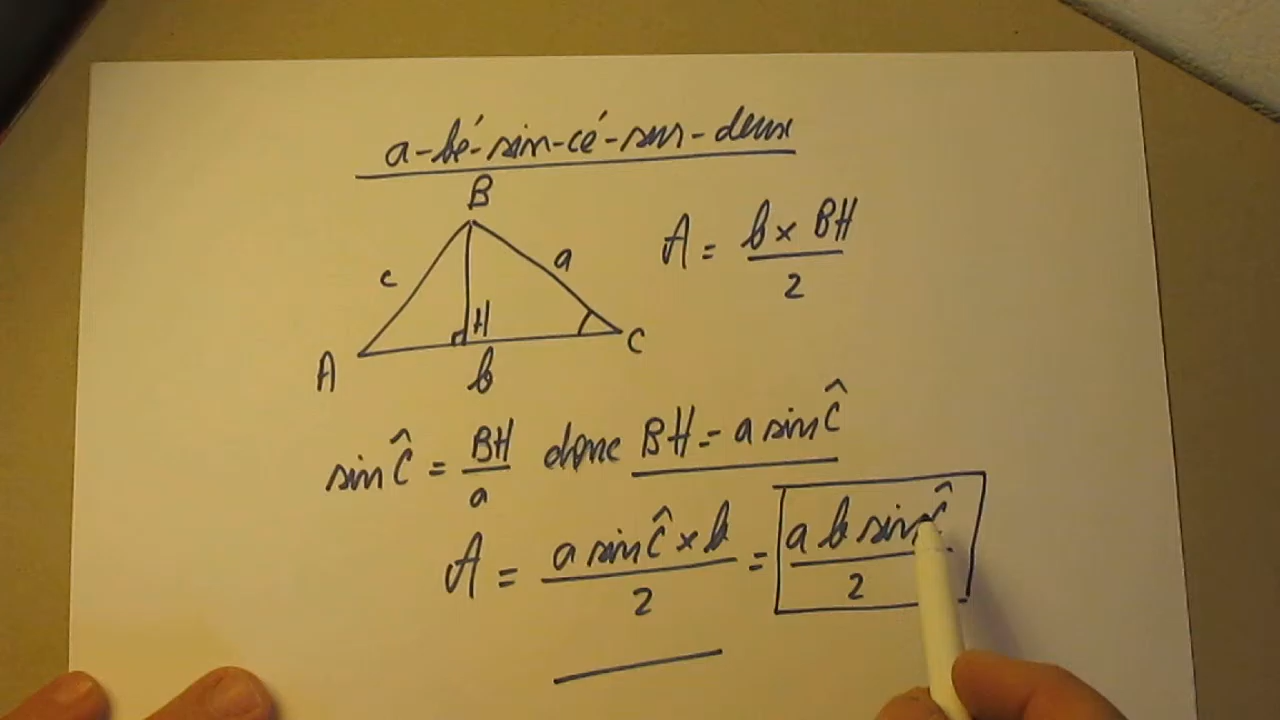 a-bé-sin-cé-sur-deux
B
A = b × BH / 2
c
a
H
A
b
C
sin Ĉ = BH / a donc BH = a sin Ĉ
A = a sin Ĉ × b / 2 = a b sin Ĉ / 2